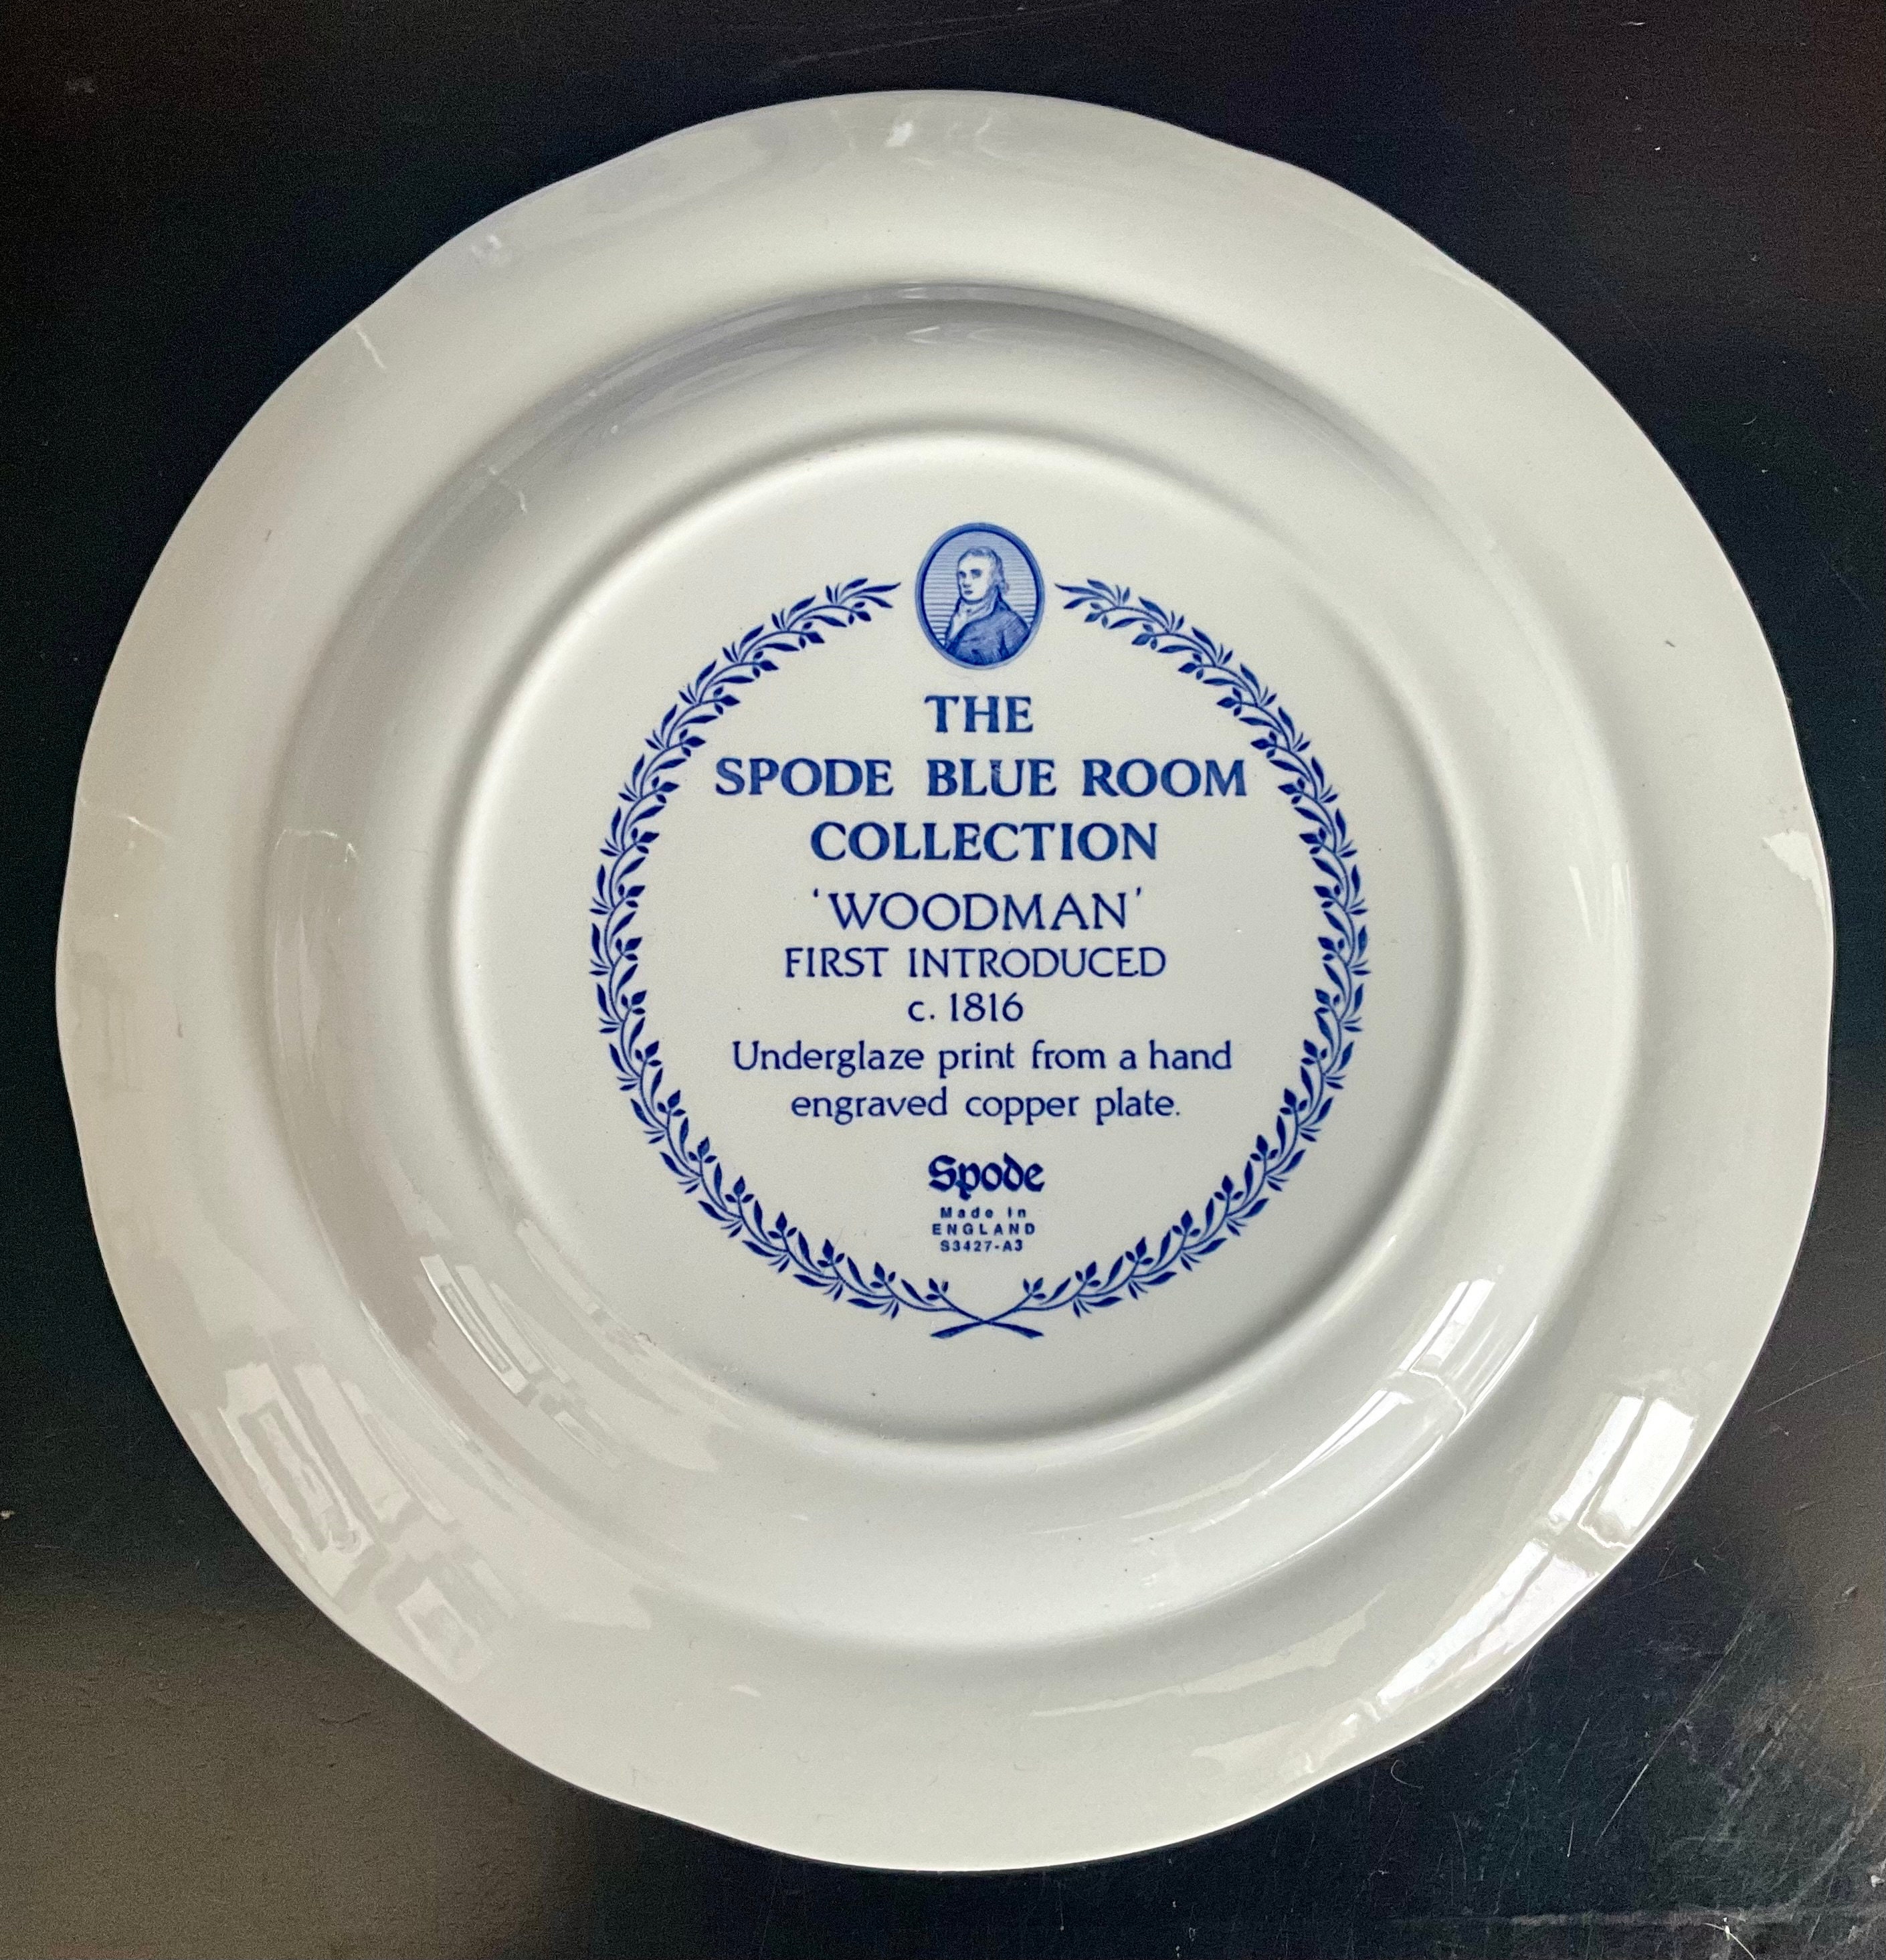 THE
SPODE BLUE ROOM
COLLECTION
‘WOODMAN’
FIRST INTRODUCED
c. 1816
Underglaze print from a hand
engraved copper plate.
Spode
Made in
ENGLAND
S3427-A3